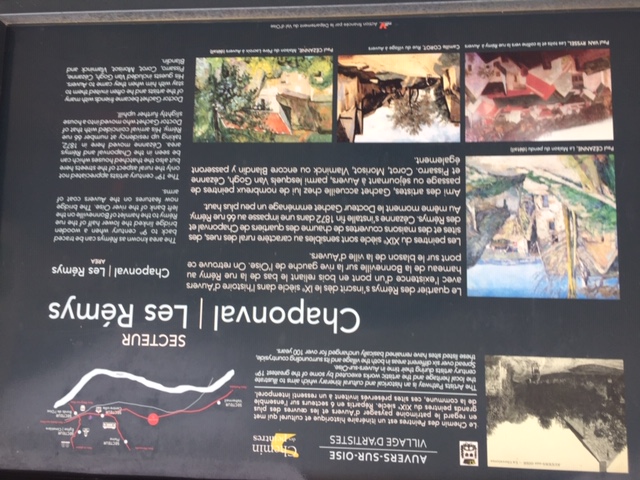 AUVERS-SUR-OISE
VILLAGE D'ARTISTES
Chemin
des Peintres
Le Chemin des Peintres est un itinéraire historique et culturel qui met
en regard le patrimoine paysager d'Auvers et les œuvres des plus
grands peintres du XIXe siècle. Répartis en 6 secteurs sur l'ensemble
de la commune, ces sites préservés invitent à un ressenti intemporel.
The Artists Pathway is an historical and cultural itinerary which aims to illustrate
the local heritage and the artistic works executed by some of the greatest 19th
century artists during their time in Auvers-sur-Oise.
Spread over six different areas in both the village and its surrounding countryside,
these listed sites have remained basically unchanged for over 100 years.
SECTEUR
Chaponval | Les Rémys
Le quartier des Rémys s'inscrit dès le IXe siècle dans l'histoire d'Auvers
avec l'existence d'un pont en bois reliant le bas de la rue Rémy au
hameau de la Bonneville sur la rive gauche de l'Oise. On retrouve ce
pont sur le blason de la ville d'Auvers.
Les peintres du XIXe siècle sont sensibles au caractère rural des rues, des
sites et des maisons couvertes de chaume des quartiers de Chaponval et
des Rémys. Cézanne s'installe fin 1872 dans une impasse au 66 rue Rémy.
Au même moment le Docteur Gachet emménage un peu plus haut.
Ami des artistes, Gachet accueille chez lui de nombreux peintres de
passage ou séjournant à Auvers, parmi lesquels Van Gogh, Cézanne
et Pissarro. Corot, Morisot, Vlaminck ou encore Blandin y passeront
également.
Chaponval | Les Rémys
AREA
The area known as Rémys can be traced
back to 9th century when a wooden
bridge linked the lower half of the rue
Rémy to the hamlet of Bonneville on the
left bank of the river Oise. The bridge
now features on the Auvers coat of
arms.
The 19th century artists appreciated not
only the rural aspect of the streets here
but also the thatched houses which can
be seen in the Chaponval and Rémys
area. Cézanne moved here in 1872,
taking up residency at number 66 rue
Rémy. His arrival coincided with that of
Doctor Gachet who moved into a house
slightly further uphill.
Doctor Gachet became friends with many
of the artists and he often invited them to
stay with him when they came to Auvers.
His guests included Van Gogh, Cézanne,
Pissarro, Corot, Morisot, Vlaminck and
Blandin.
Paul CÉZANNE, La Maison du pendu (détail)
Paul VAN RYSSEL, Les toits et la colline vers la rue Rémy à Auvers
Camille COROT, Rue du village à Auvers
Paul CÉZANNE, Maison du Père Lacroix à Auvers (détail)
Action financée par le Département du Val d'Oise